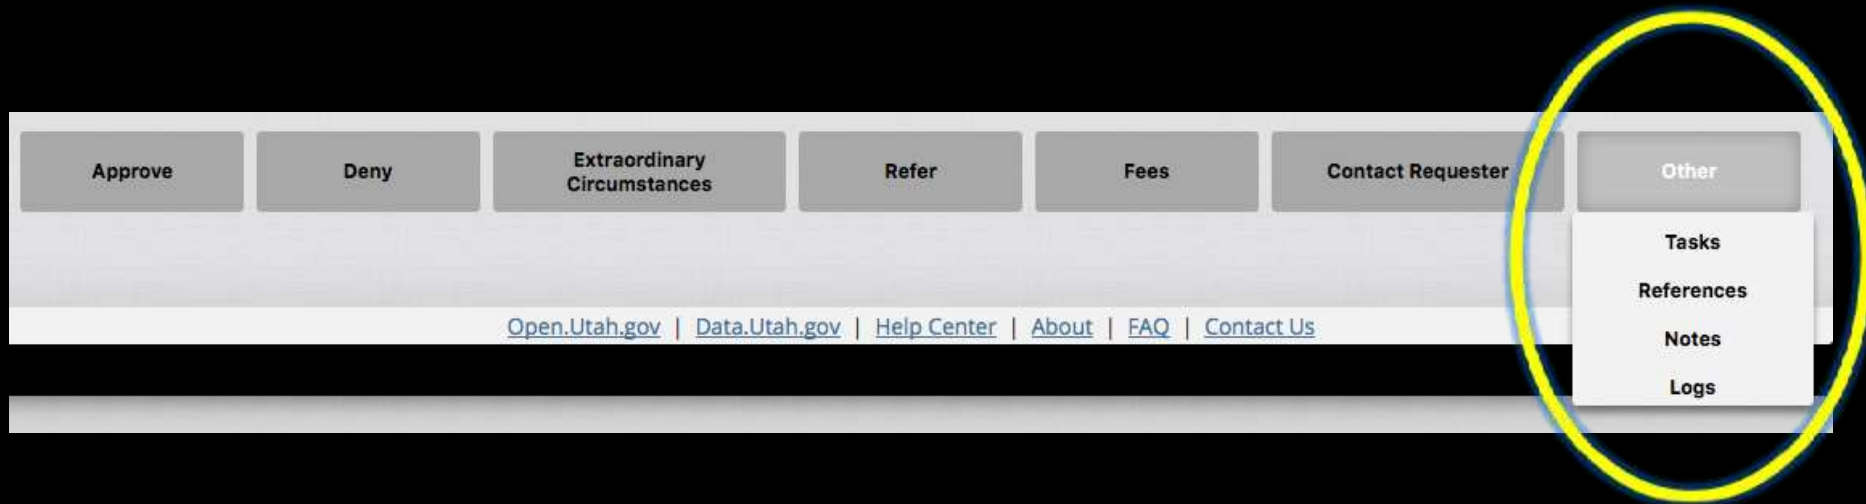 Approve
Deny
Extraordinary
Circumstances
Refer
Fees
Contact Requester
Other
Tasks
References
Notes
Logs
Open.Utah.gov | Data.Utah.gov | Help Center | About | FAQ | Contact Us